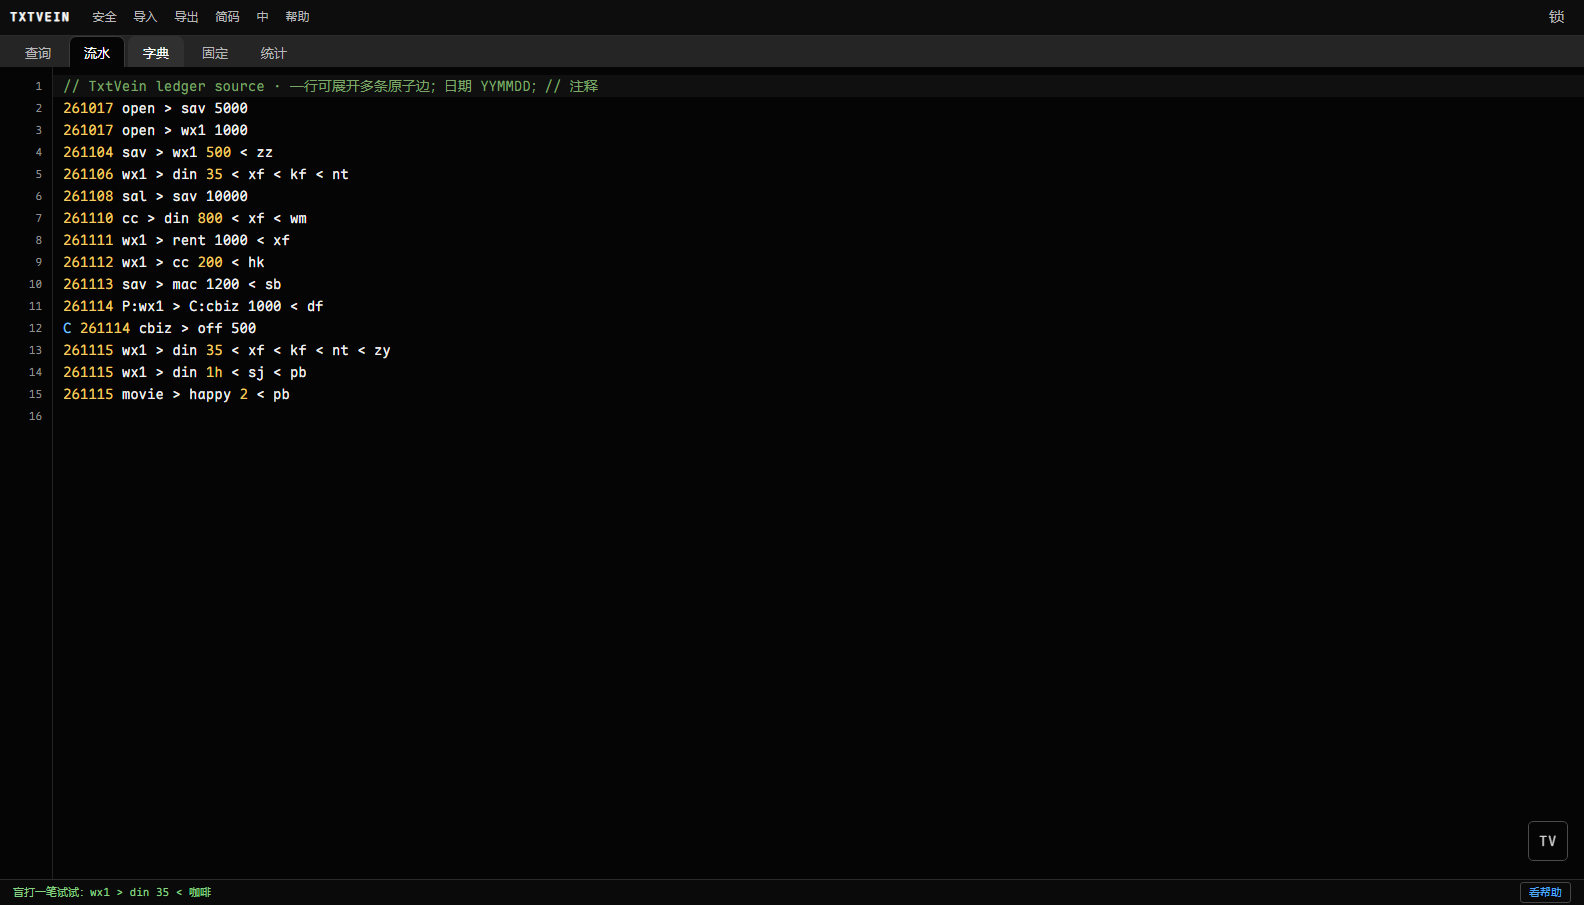 TXTVEIN 安全 导入 导出 简码 中 帮助 锁
查询 流水 字典 固定 统计
1 // TxtVein ledger source · 一行可展开多条原子边; 日期 YYMMDD; // 注释
2 261017 open > sav 5000
3 261017 open > wx1 1000
4 261104 sav > wx1 500 < zz
5 261106 wx1 > din 35 < xf < kf < nt
6 261108 sal > sav 10000
7 261110 cc > din 800 < xf < wm
8 261111 wx1 > rent 1000 < xf
9 261112 wx1 > cc 200 < hk
10 261113 sav > mac 1200 < sb
11 261114 P:wx1 > C:cbiz 1000 < df
12 C 261114 cbiz > off 500
13 261115 wx1 > din 35 < xf < kf < nt < zy
14 261115 wx1 > din 1h < sj < pb
15 261115 movie > happy 2 < pb
16
TV
盲打一笔试试: wx1 > din 35 < 咖啡 看帮助